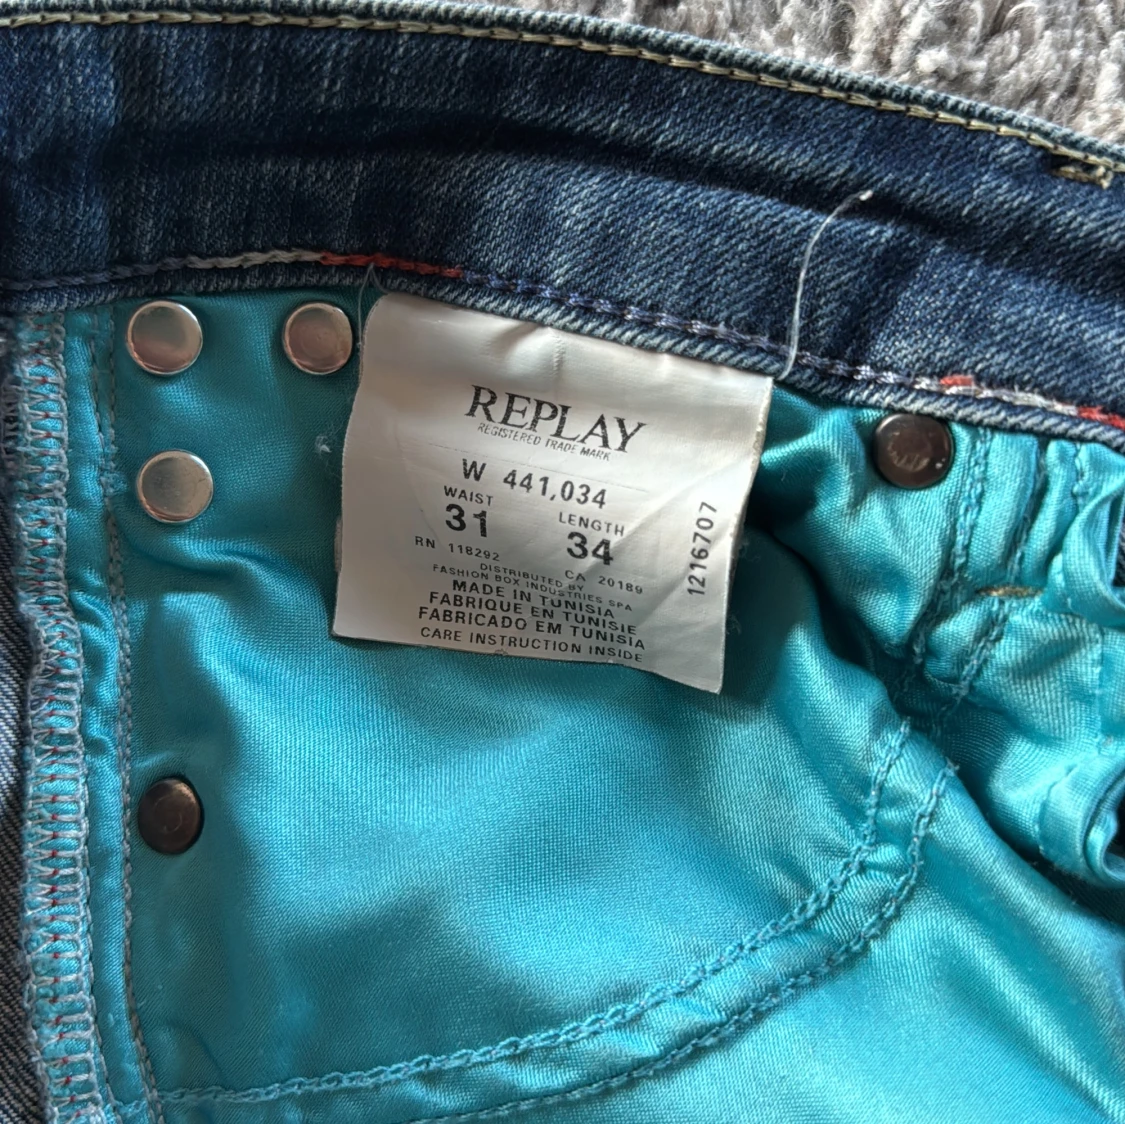 REPLAY
REGISTERED TRADE MARK
W 441,034
WAIST LENGTH
31 34
RN 118292 CA 20189
DISTRIBUTED BY
FASHION BOX INDUSTRIES SPA
MADE IN TUNISIA
FABRIQUE EN TUNISIE
FABRICADO EM TUNISIA
CARE INSTRUCTION INSIDE
1216707